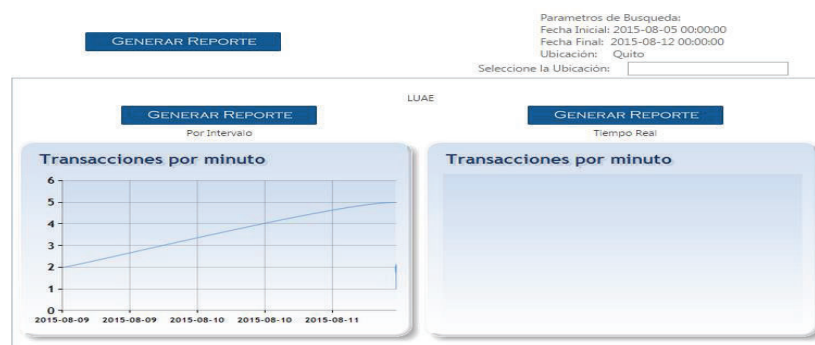 GENERAR REPORTE
Parametros de Busqueda:
Fecha Inicial: 2015-08-05 00:00:00
Fecha Final: 2015-08-12 00:00:00
Ubicación: Quito
Seleccione la Ubicación:
LUAE
GENERAR REPORTE
Por Intervalo
Transacciones por minuto
6
5
4
3
2
1
0
2015-08-09 2015-08-09 2015-08-10 2015-08-10 2015-08-11
GENERAR REPORTE
Tiempo Real
Transacciones por minuto